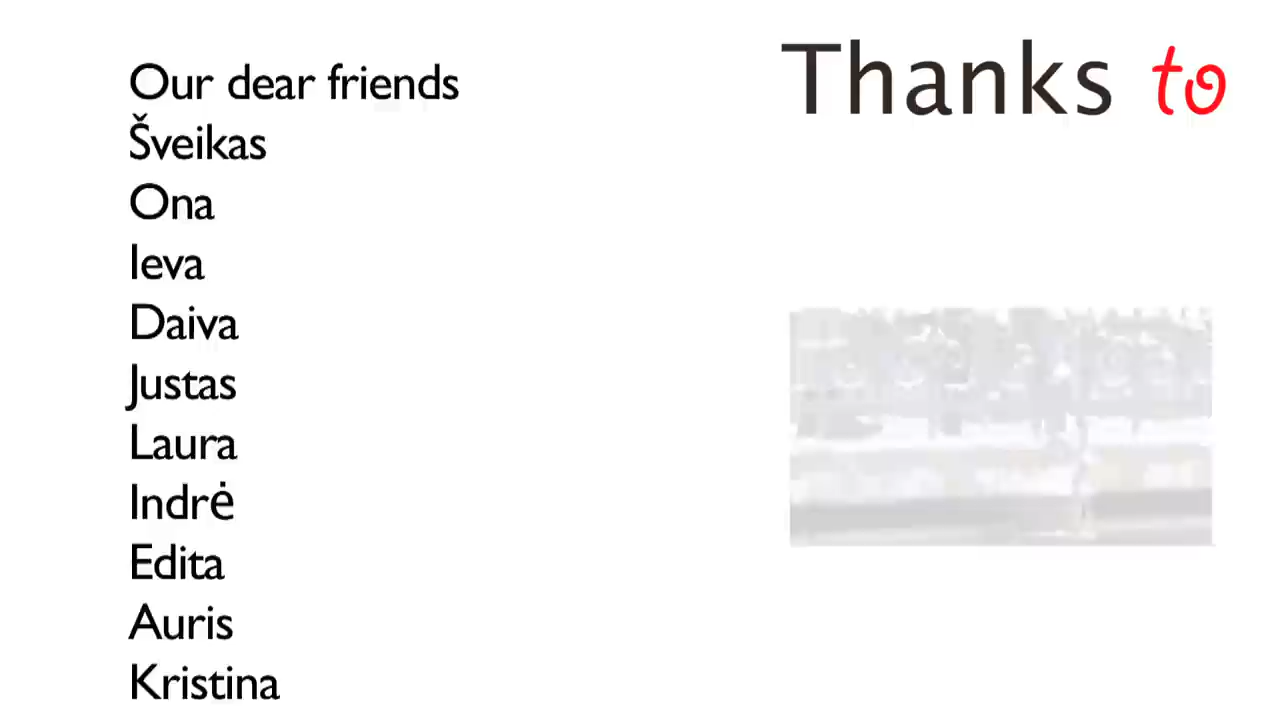 Thanks to
Our dear friends
Šveikas
Ona
Ieva
Daiva
Justas
Laura
Indrė
Edita
Auris
Kristina